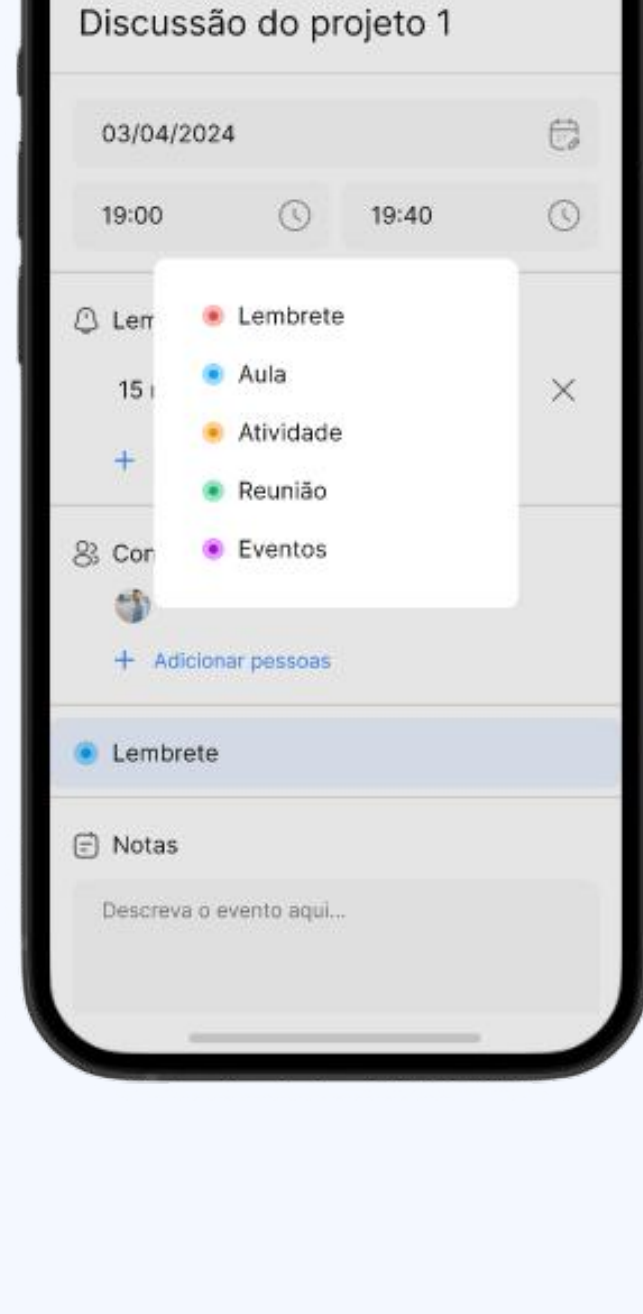 Discussão do projeto 1
03/04/2024
19:00 19:40
Lembrete
Aula
15
Atividade
Reunião
Eventos
Adicionar pessoas
Lembrete
Notas
Descreva o evento aqui...